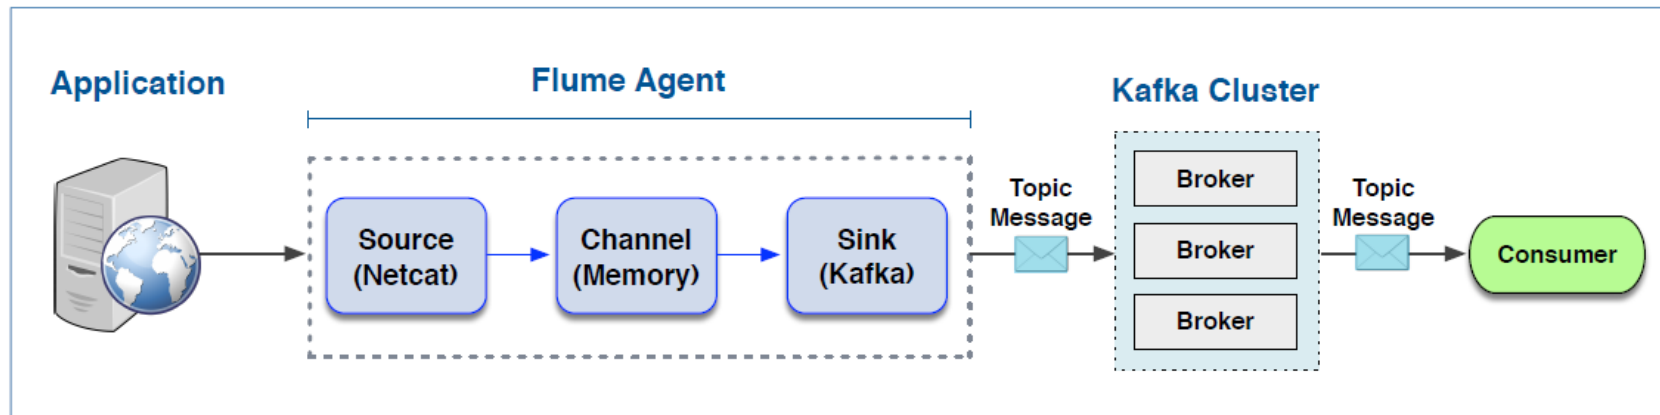 Application
Flume Agent
Kafka Cluster
Source
(Netcat)
Channel
(Memory)
Sink
(Kafka)
Topic
Message
Broker
Broker
Broker
Topic
Message
Consumer